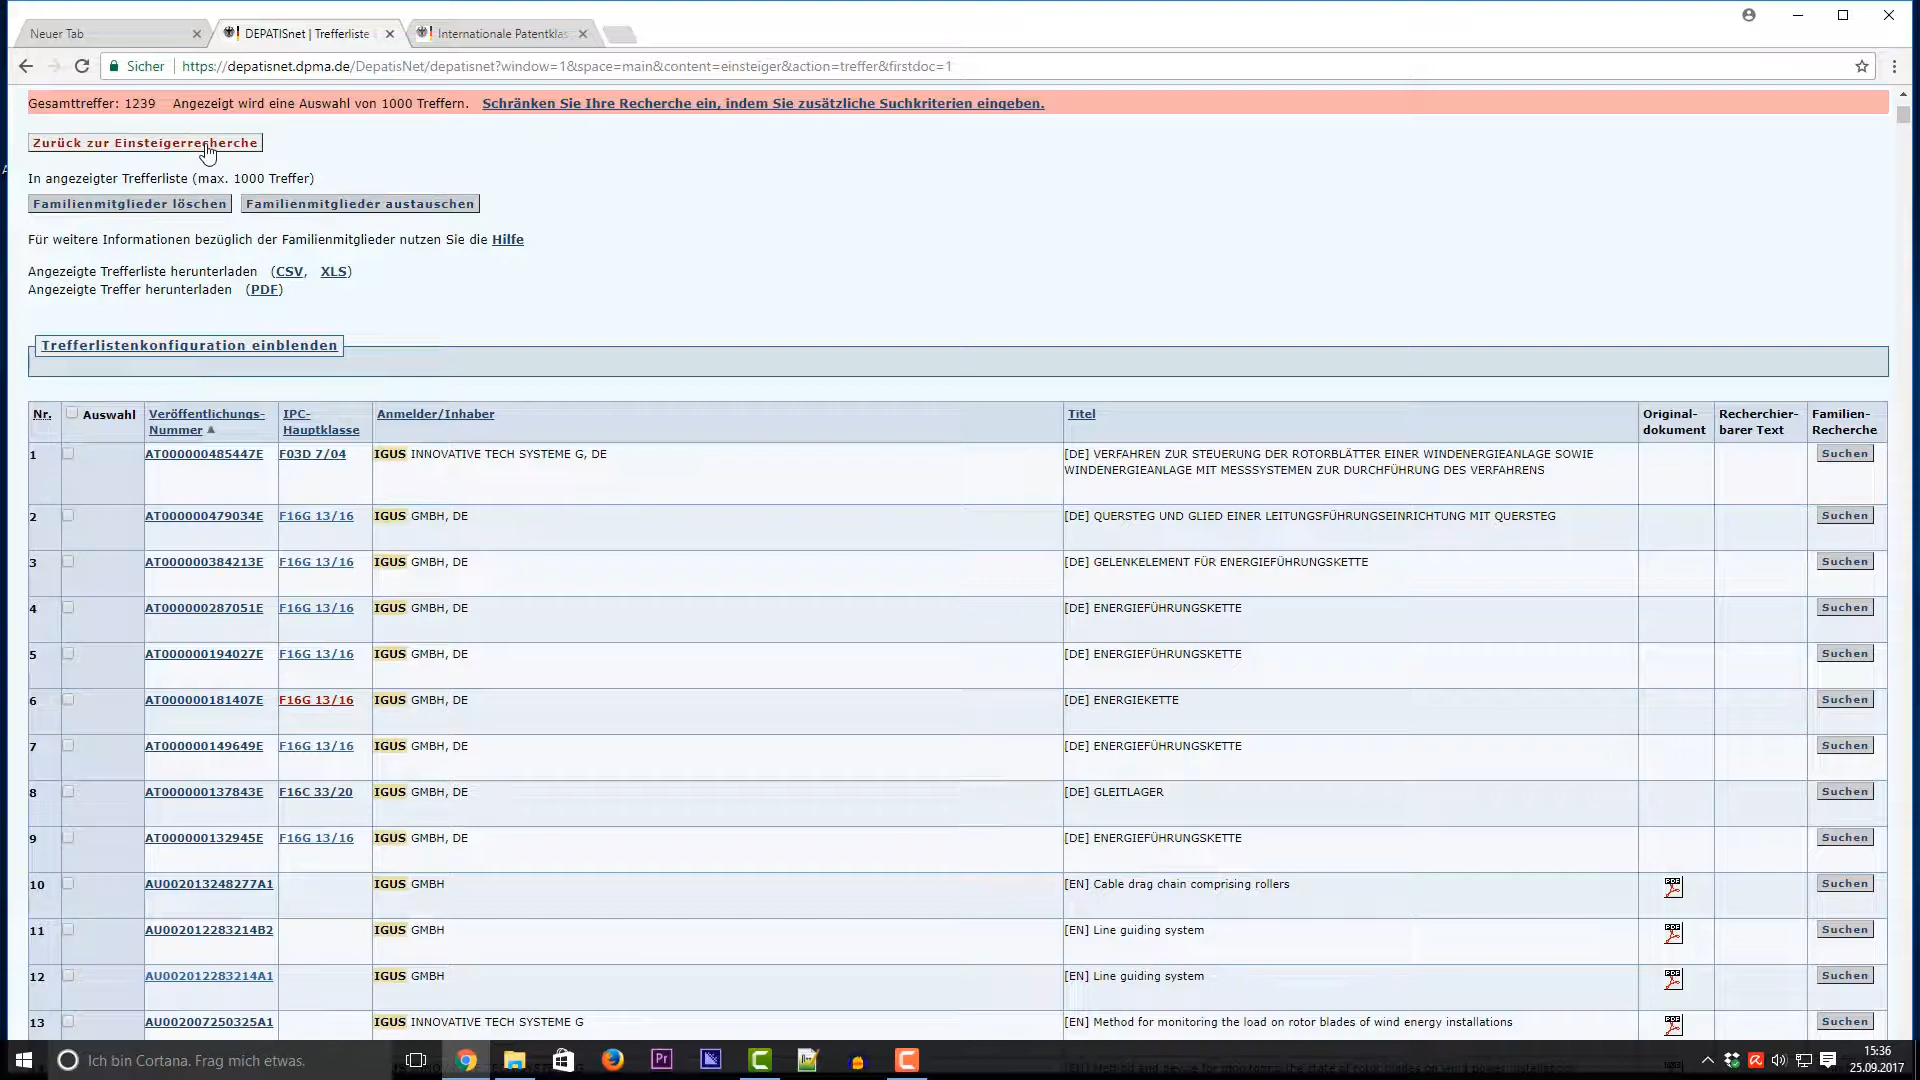 Neuer Tab
DEPATISnet | Trefferliste
Internationale Patentklas
Sicher
https://depatisnet.dpma.de/DepatisNet/depatisnet?window=1&space=main&content=einsteiger&action=treffer&firstdoc=1
Gesamttreffer: 1239 Angezeigt wird eine Auswahl von 1000 Treffern. Schränken Sie Ihre Recherche ein, indem Sie zusätzliche Suchkriterien eingeben.
Zurück zur Einsteigerrecherche
In angezeigter Trefferliste (max. 1000 Treffer)
Familienmitglieder löschen Familienmitglieder austauschen
Für weitere Informationen bezüglich der Familienmitglieder nutzen Sie die Hilfe
Angezeigte Trefferliste herunterladen (CSV, XLS)
Angezeigte Treffer herunterladen (PDF)
Trefferlistenkonfiguration einblenden
Nr. Auswahl Veröffentlichungs-Nummer ▲ IPC-Hauptklasse Anmelder/Inhaber Titel Original-dokument Recherchier-barer Text Familien-Recherche
1 AT000000485447E F03D 7/04 IGUS INNOVATIVE TECH SYSTEME G, DE [DE] VERFAHREN ZUR STEUERUNG DER ROTORBLÄTTER EINER WINDENERGIEANLAGE SOWIE Suchen
WINDENERGIEANLAGE MIT MESSSYSTEMEN ZUR DURCHFÜHRUNG DES VERFAHRENS
2 AT000000479034E F16G 13/16 IGUS GMBH, DE [DE] QUERSTEG UND GLIED EINER LEITUNGSFÜHRUNGSEINRICHTUNG MIT QUERSTEG Suchen
3 AT000000384213E F16G 13/16 IGUS GMBH, DE [DE] GELENKELEMENT FÜR ENERGIEFÜHRUNGSKETTE Suchen
4 AT000000287051E F16G 13/16 IGUS GMBH, DE [DE] ENERGIEFÜHRUNGSKETTE Suchen
5 AT000000194027E F16G 13/16 IGUS GMBH, DE [DE] ENERGIEFÜHRUNGSKETTE Suchen
6 AT000000181407E F16G 13/16 IGUS GMBH, DE [DE] ENERGIEKETTE Suchen
7 AT000000149649E F16G 13/16 IGUS GMBH, DE [DE] ENERGIEFÜHRUNGSKETTE Suchen
8 AT000000137843E F16C 33/20 IGUS GMBH, DE [DE] GLEITLAGER Suchen
9 AT000000132945E F16G 13/16 IGUS GMBH, DE [DE] ENERGIEFÜHRUNGSKETTE Suchen
10 AU002013248277A1 IGUS GMBH [EN] Cable drag chain comprising rollers PDF Suchen
11 AU002012283214B2 IGUS GMBH [EN] Line guiding system PDF Suchen
12 AU002012283214A1 IGUS GMBH [EN] Line guiding system PDF Suchen
13 AU002007250325A1 IGUS INNOVATIVE TECH SYSTEME G [EN] Method for monitoring the load on rotor blades of wind energy installations PDF Suchen
Ich bin Cortana. Frag mich etwas.
Pr
15:36
25.09.2017